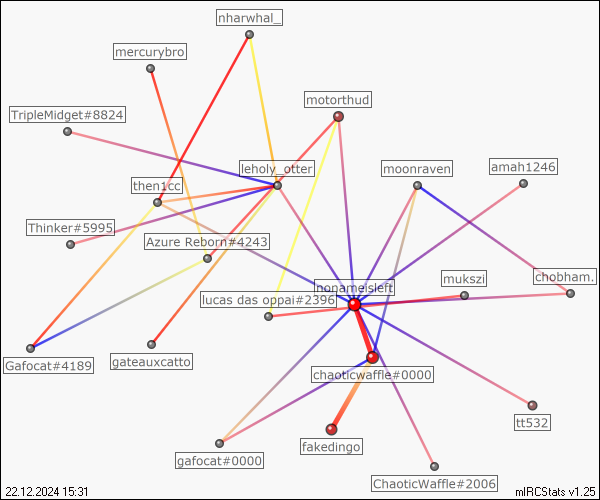 nharwhal_
mercurybro
motorthud
TripleMidget#8824
leholy_otter
moonraven
amah1246
then1cc
Thinker#5995
Azure Reborn#4243
nonameisleft
mukszi
chobham.
lucas das oppai#2396
Gafocat#4189
gateauxcatto
chaoticwaffle#0000
tt532
fakedingo
gafocat#0000
ChaoticWaffle#2006
22.12.2024 15:31
mIRCStats v1.25